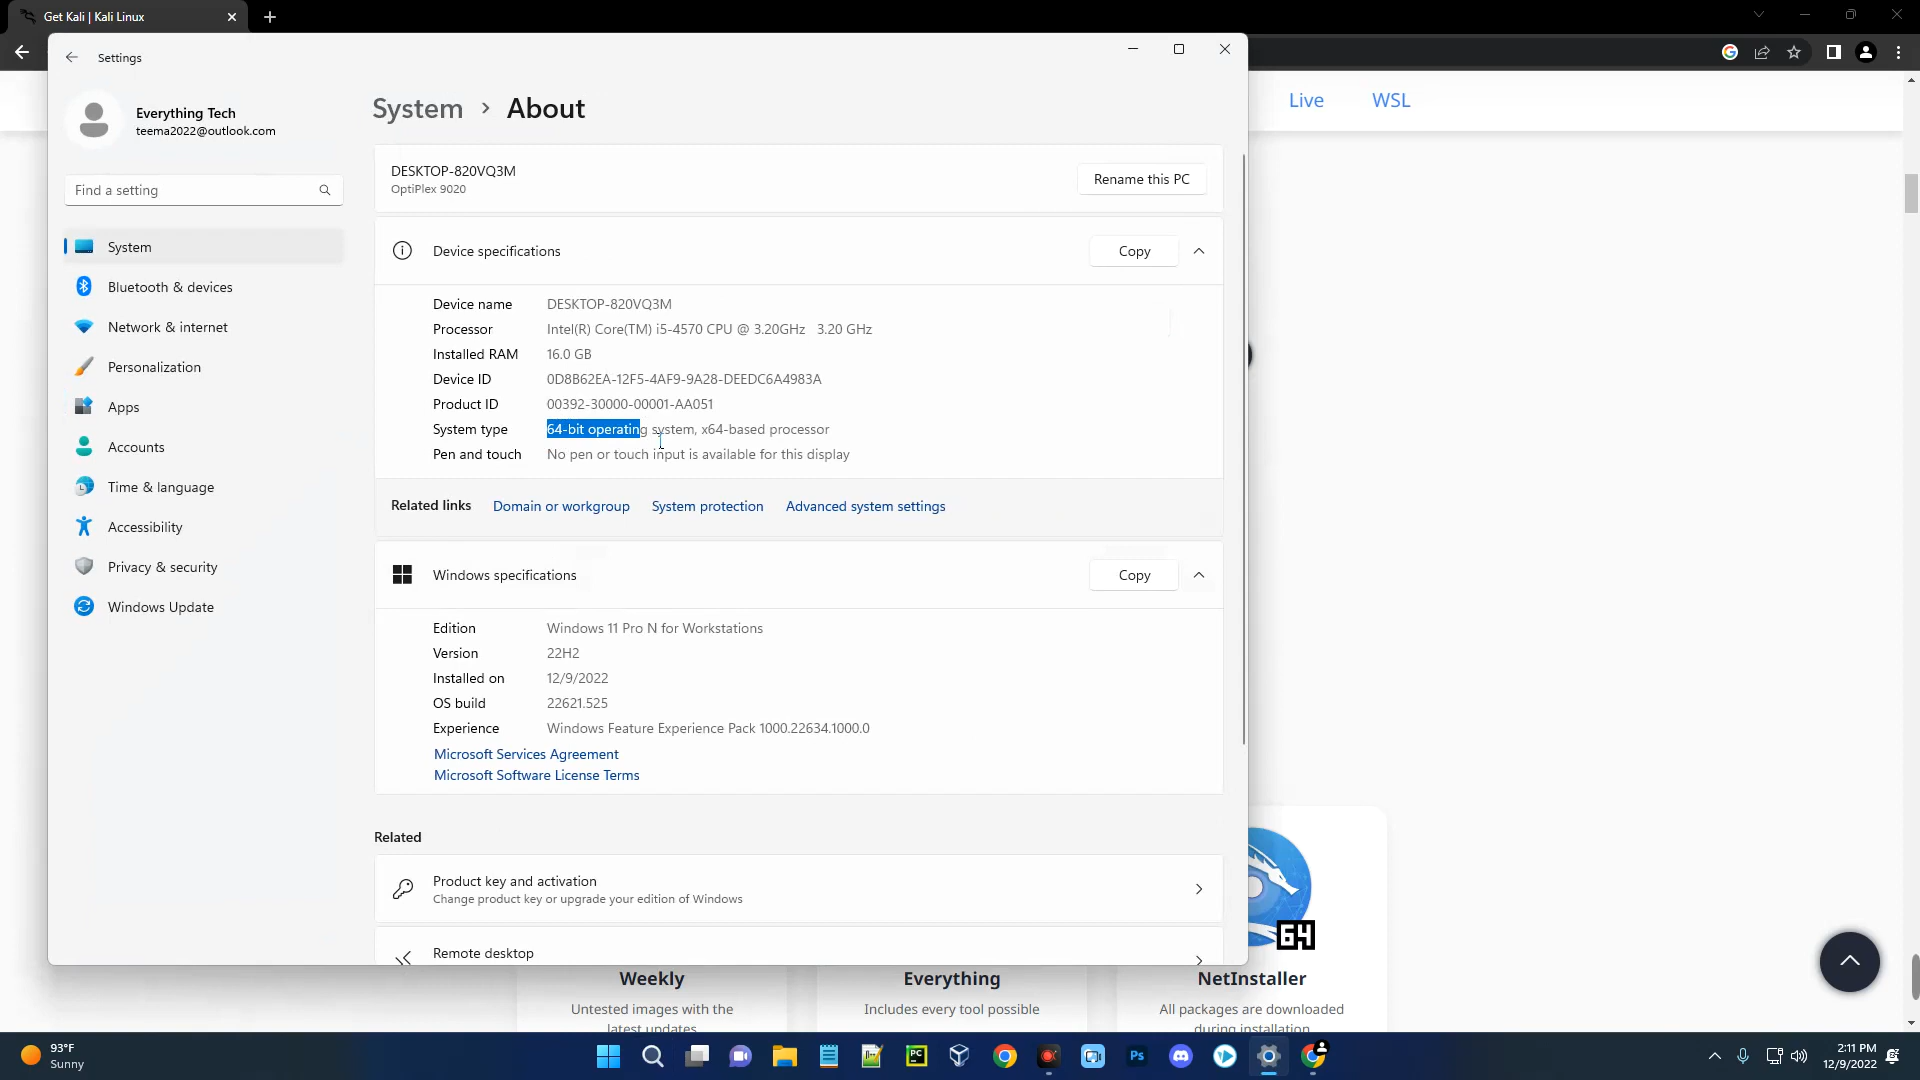 Get Kali | Kali Linux
Settings
Live
WSL
Everything Tech
teema2022@outlook.com
System
About
DESKTOP-820VQ3M
OptiPlex 9020
Rename this PC
Find a setting
System
Bluetooth & devices
Network & internet
Personalization
Apps
Accounts
Time & language
Accessibility
Privacy & security
Windows Update
Device specifications
Copy
Device name DESKTOP-820VQ3M
Processor Intel(R) Core(TM) i5-4570 CPU @ 3.20GHz 3.20 GHz
Installed RAM 16.0 GB
Device ID 0D8B62EA-12F5-4AF9-9A28-DEEDC6A4983A
Product ID 00392-30000-00001-AA051
System type 64-bit operating system, x64-based processor
Pen and touch No pen or touch input is available for this display
Related links Domain or workgroup System protection Advanced system settings
Windows specifications
Copy
Edition Windows 11 Pro N for Workstations
Version 22H2
Installed on 12/9/2022
OS build 22621.525
Experience Windows Feature Experience Pack 1000.22634.1000.0
Microsoft Services Agreement
Microsoft Software License Terms
Related
Product key and activation
Change product key or upgrade your edition of Windows
Remote desktop
64
Weekly
Untested images with the
latest updates
Everything
Includes every tool possible
NetInstaller
All packages are downloaded
during installation
93°F
Sunny
PC
Ps
2:11 PM
12/9/2022